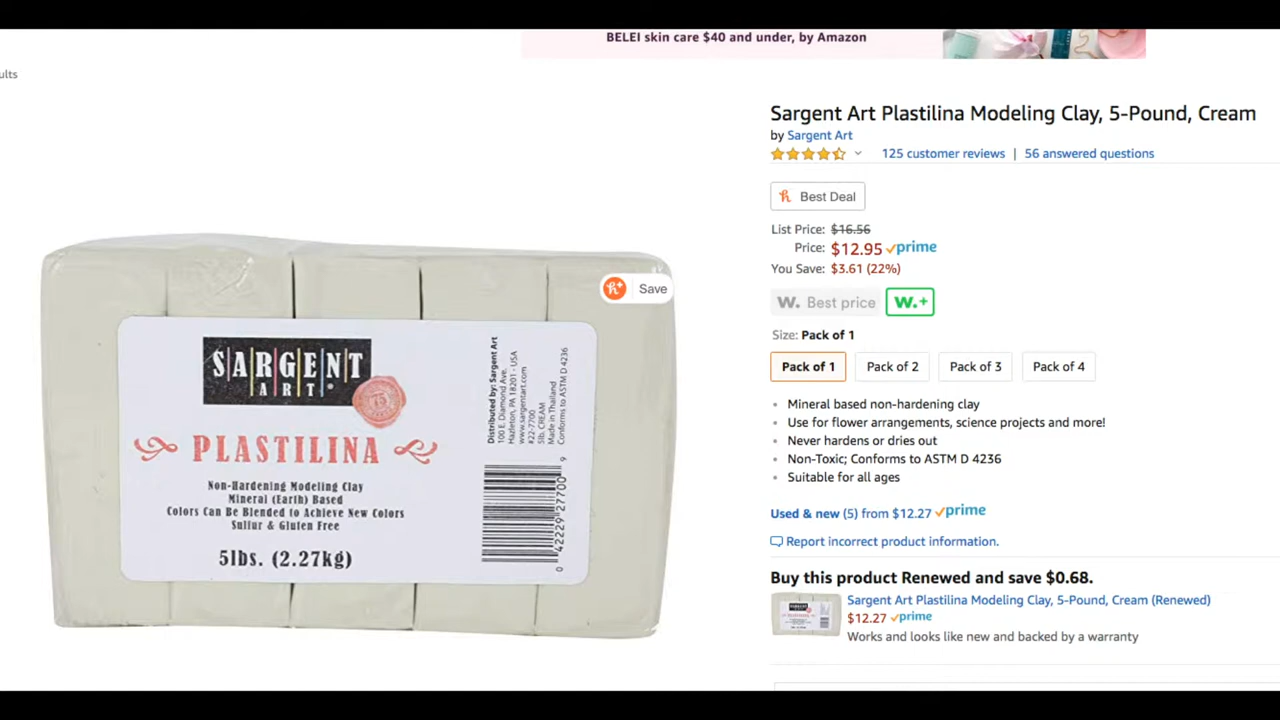 BELEI skin care $40 and under, by Amazon
ults
Sargent Art Plastilina Modeling Clay, 5-Pound, Cream
by Sargent Art
125 customer reviews | 56 answered questions
Best Deal
List Price: $16.56
Price: $12.95 prime
You Save: $3.61 (22%)
W. Best price W.+
Size: Pack of 1
Pack of 1 Pack of 2 Pack of 3 Pack of 4
Mineral based non-hardening clay
Use for flower arrangements, science projects and more!
Never hardens or dries out
Non-Toxic; Conforms to ASTM D 4236
Suitable for all ages
Used & new (5) from $12.27 prime
Report incorrect product information.
Buy this product Renewed and save $0.68.
Sargent Art Plastilina Modeling Clay, 5-Pound, Cream (Renewed)
$12.27 prime
Works and looks like new and backed by a warranty
Save
SARGENT
ART®
PLASTILINA
Non-Hardening Modeling Clay
Mineral (Earth) Based
Colors Can Be Blended to Achieve New Colors
Sulfur & Gluten Free
5lbs. (2.27kg)
Distributed by: Sargent Art
100 E. Diamond Ave.
Hazleton, PA 18201 - USA
www.sargentart.com
#22-7700
5lb. CREAM
Made in Thailand
Conforms to ASTM D 4236
0 42229 27700 9